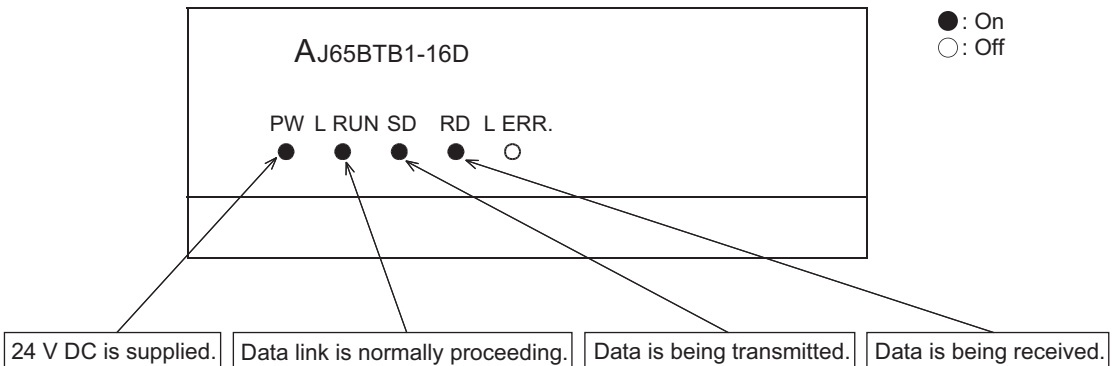 ●: On
○: Off
AJ65BTB1-16D
PW L RUN SD RD L ERR.
24 V DC is supplied.
Data link is normally proceeding.
Data is being transmitted.
Data is being received.